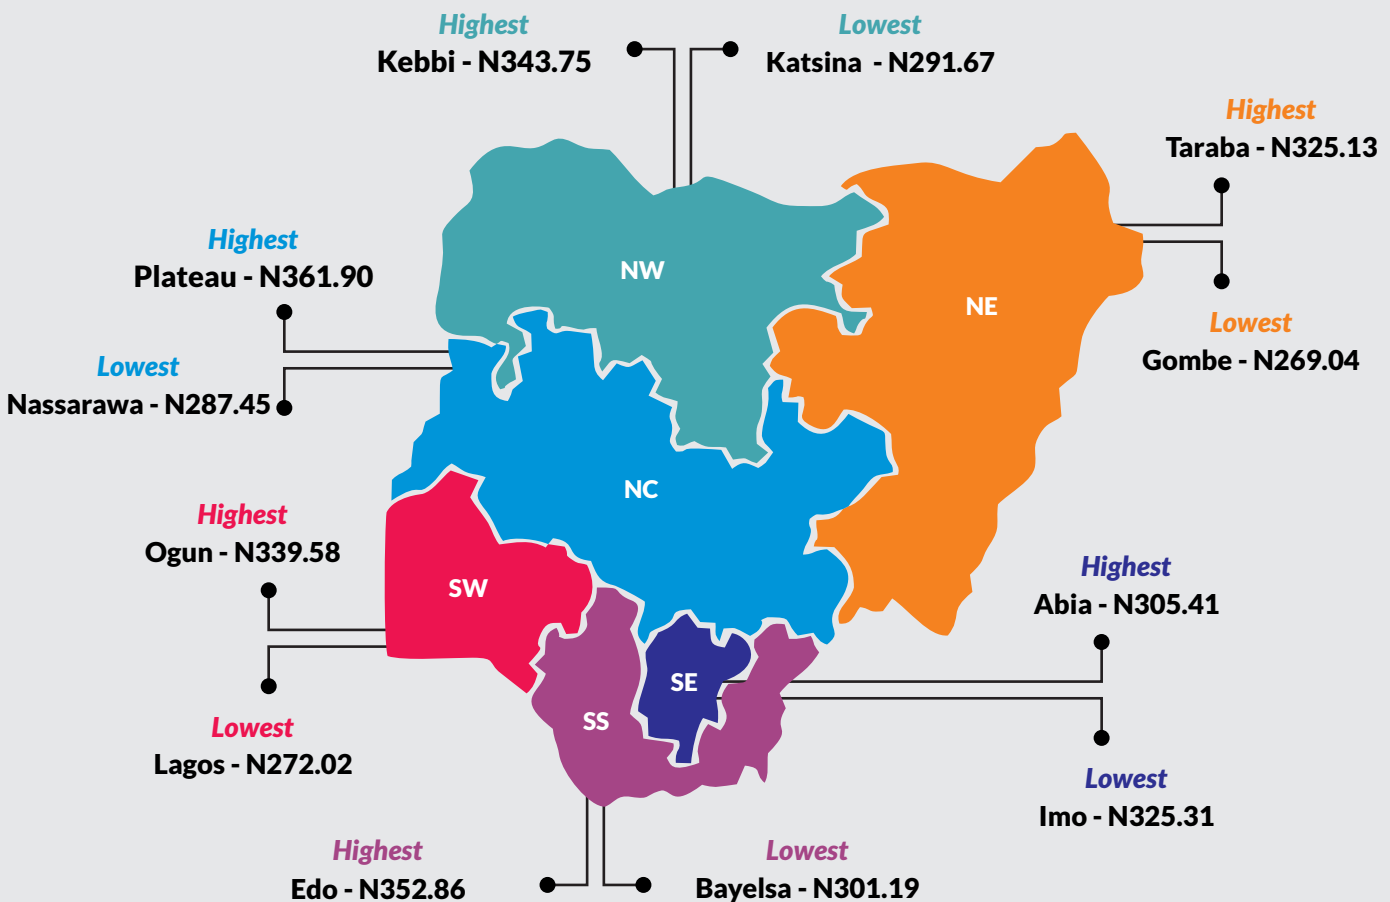 Highest
Kebbi - N343.75
Lowest
Katsina - N291.67
Highest
Taraba - N325.13
Lowest
Gombe - N269.04
Highest
Plateau - N361.90
Lowest
Nassarawa - N287.45
NW
NE
NC
SW
SS
SE
Highest
Ogun - N339.58
Lowest
Lagos - N272.02
Highest
Abia - N305.41
Lowest
Imo - N325.31
Highest
Edo - N352.86
Lowest
Bayelsa - N301.19